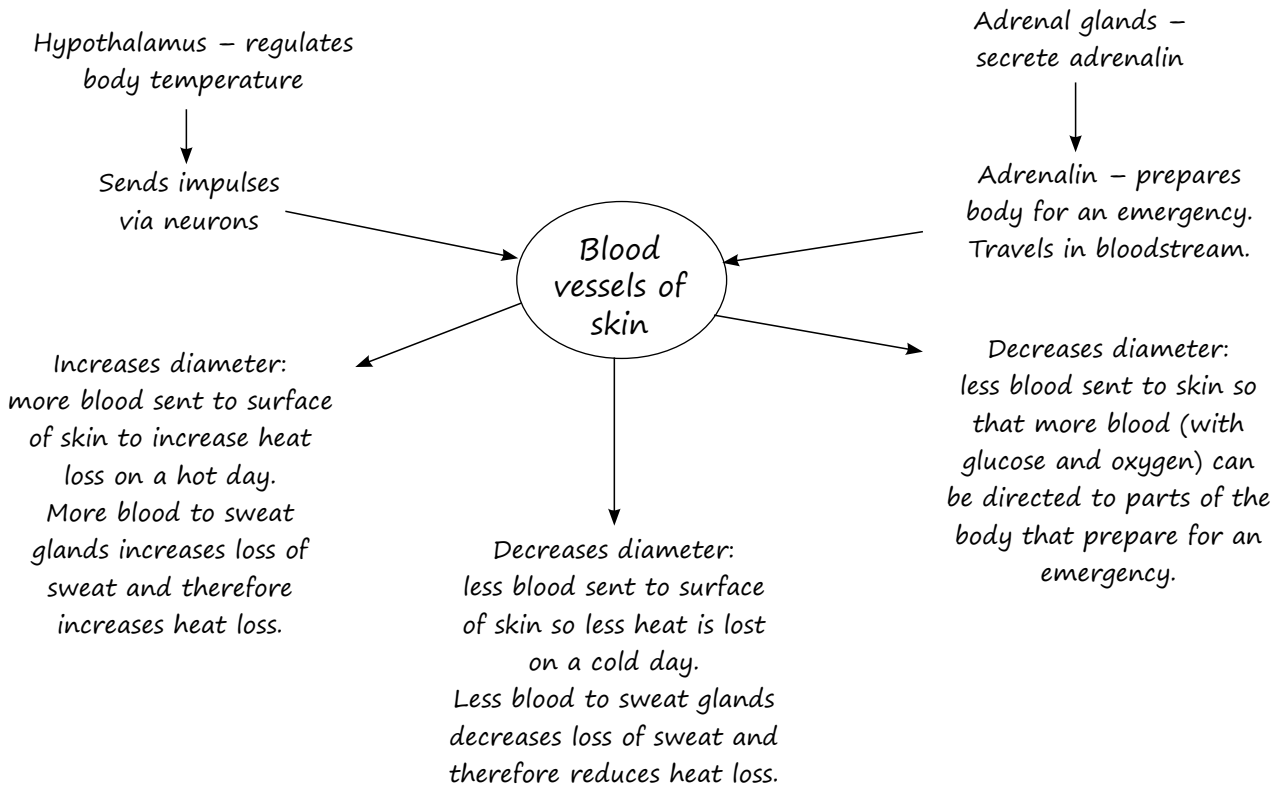 Hypothalamus – regulates
body temperature
Sends impulses
via neurons
Adrenal glands –
secrete adrenalin
Adrenalin – prepares
body for an emergency.
Travels in bloodstream.
Blood
vessels of
skin
Increases diameter:
more blood sent to surface
of skin to increase heat
loss on a hot day.
More blood to sweat
glands increases loss of
sweat and therefore
increases heat loss.
Decreases diameter:
less blood sent to surface
of skin so less heat is lost
on a cold day.
Less blood to sweat glands
decreases loss of sweat and
therefore reduces heat loss.
Decreases diameter:
less blood sent to skin so
that more blood (with
glucose and oxygen) can
be directed to parts of the
body that prepare for an
emergency.